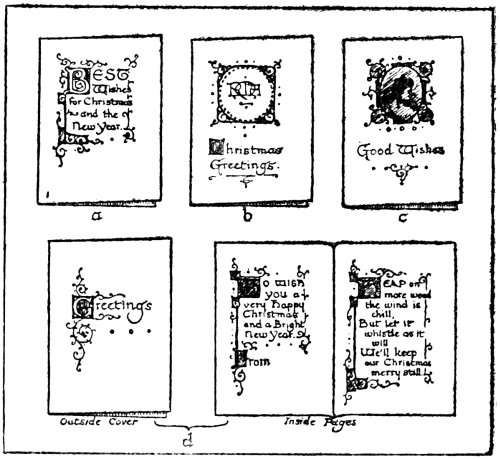 BEST
Wishes
for Christmas
and the
New Year.
a
Christmas
Greetings.
b
Good Wishes
c
Greetings
Outside Cover
To wish
you a
very happy
Christmas
and a Bright
New Year.
From
HEAP on
more wood
the wind is
chill,
But let it
whistle as it
will
We'll keep
our Christmas
merry still
Inside Pages
d